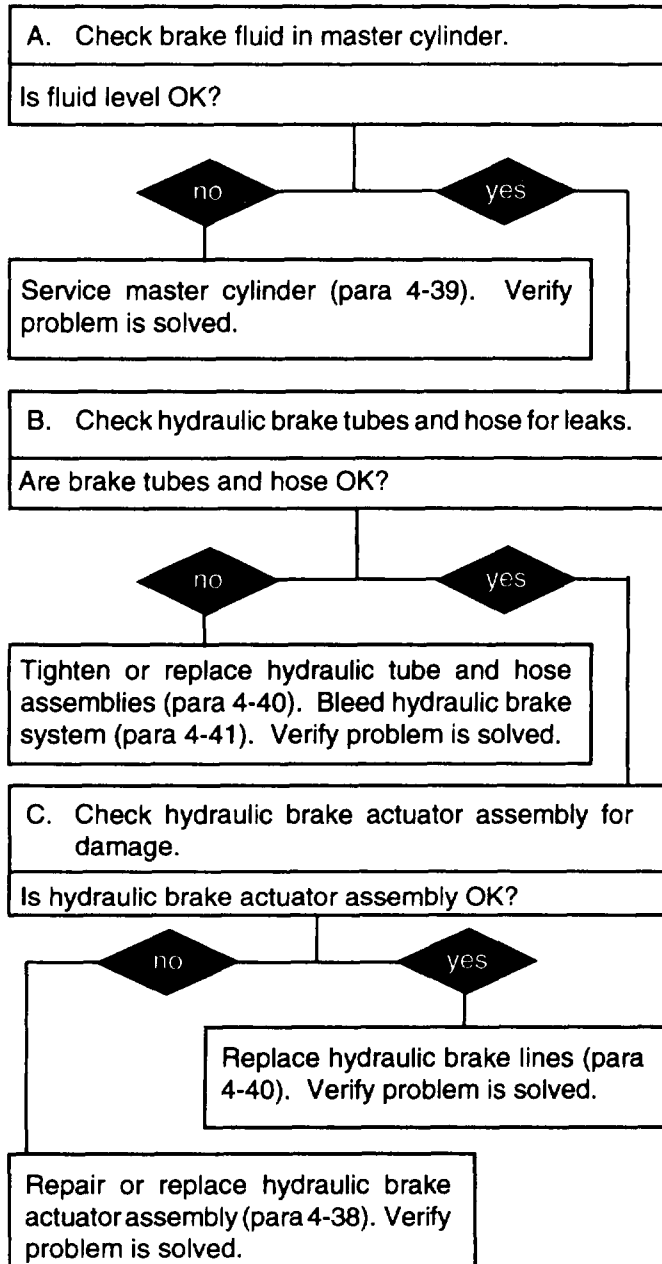 A. Check brake fluid in master cylinder.
Is fluid level OK?
no
yes
Service master cylinder (para 4-39). Verify
problem is solved.
B. Check hydraulic brake tubes and hose for leaks.
Are brake tubes and hose OK?
no
yes
Tighten or replace hydraulic tube and hose
assemblies (para 4-40). Bleed hydraulic brake
system (para 4-41). Verify problem is solved.
C. Check hydraulic brake actuator assembly for
damage.
Is hydraulic brake actuator assembly OK?
no
yes
Replace hydraulic brake lines (para
4-40). Verify problem is solved.
Repair or replace hydraulic brake
actuator assembly (para 4-38). Verify
problem is solved.